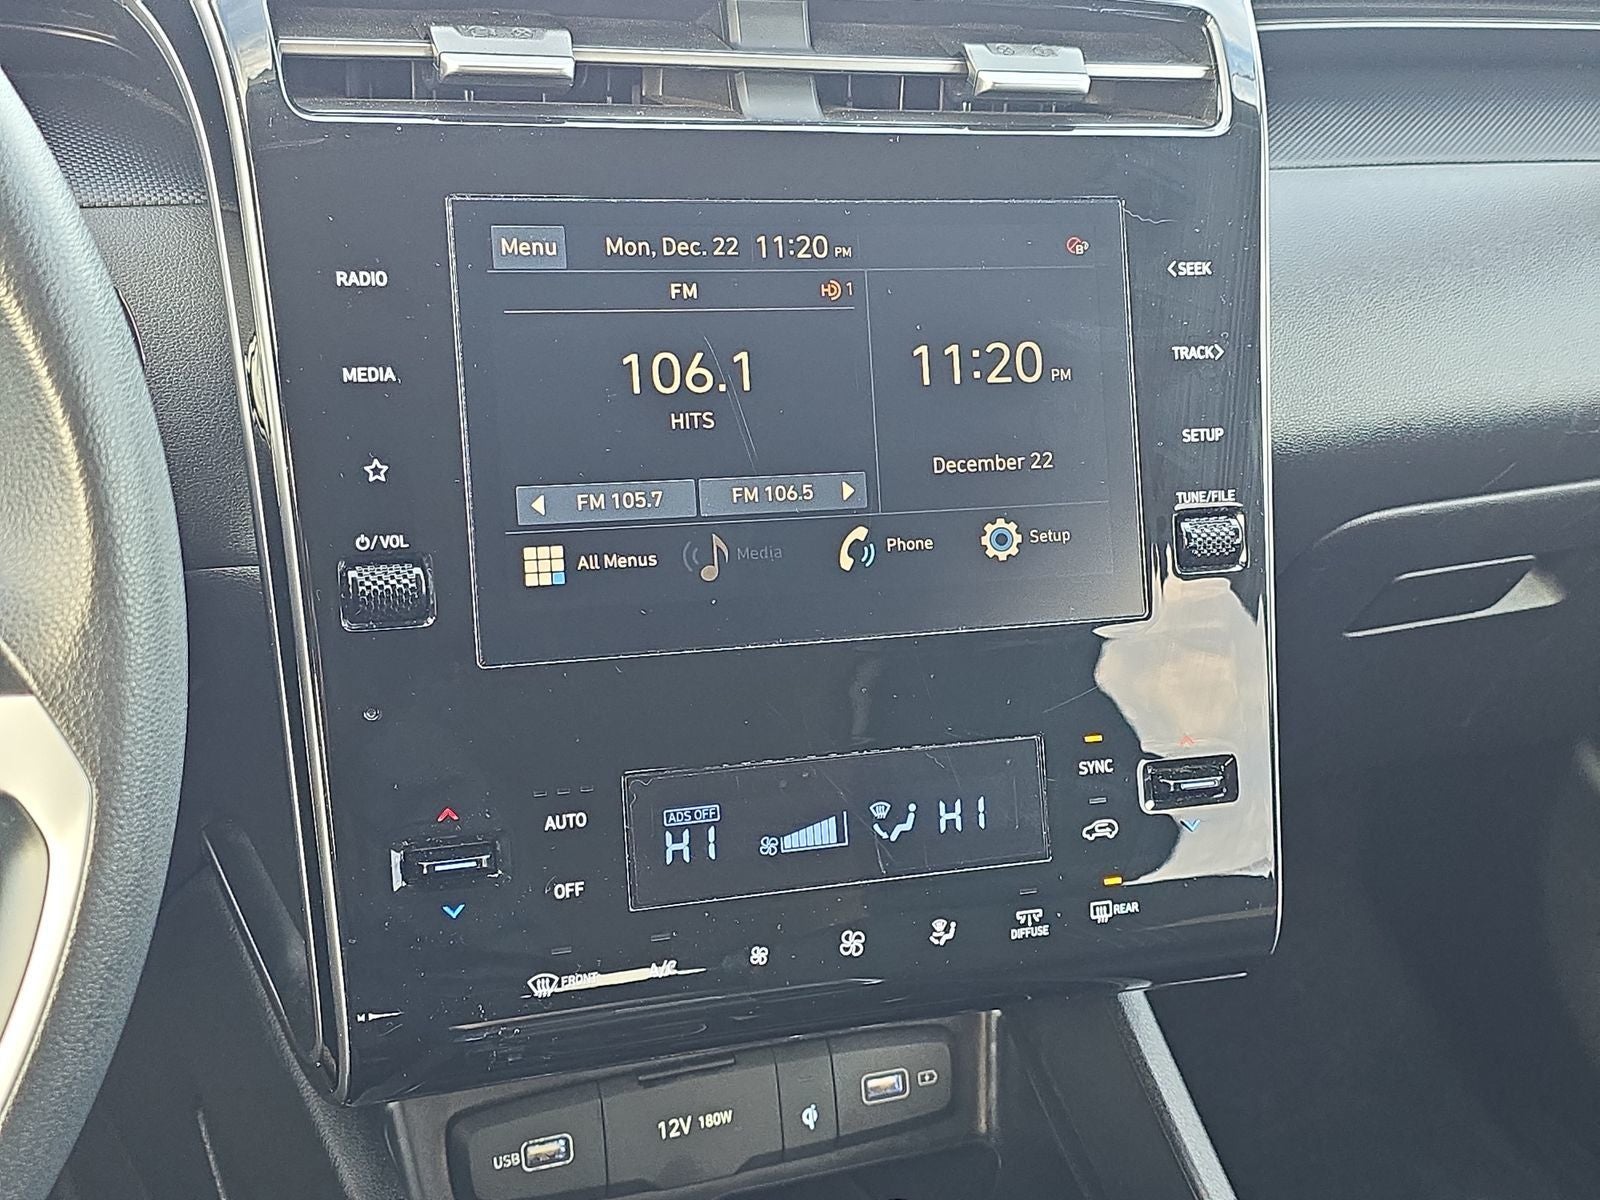 Menu Mon, Dec. 22 11:20 PM
FM HD 1
106.1
HITS
11:20 PM
December 22
FM 105.7 FM 106.5
All Menus Media Phone Setup
RADIO
MEDIA
⏻/VOL
<SEEK
TRACK>
SETUP
TUNE/FILE
AUTO
OFF
ADS OFF
HI HI
SYNC
FRONT A/C DIFFUSE REAR
USB 12V 180W